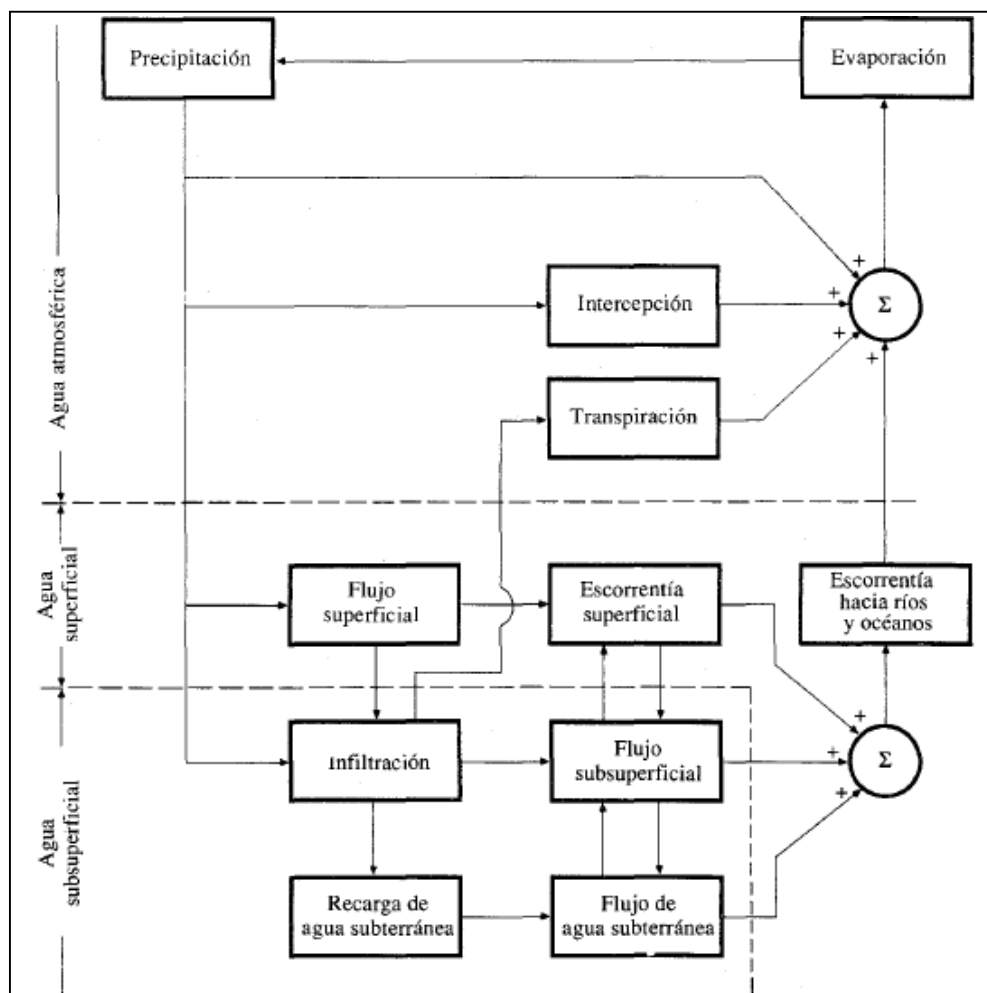 Precipitación
Evaporación
Agua atmosférica
+
Intercepción
+
Σ
+
Transpiración
+
Agua
superficial
Flujo
superficial
Escorrentía
superficial
Escorrentía
hacia ríos
y océanos
Agua
subsuperficial
+
Infiltración
Flujo
subsuperficial
+
Σ
+
Recarga de
agua subterránea
Flujo de
agua subterránea